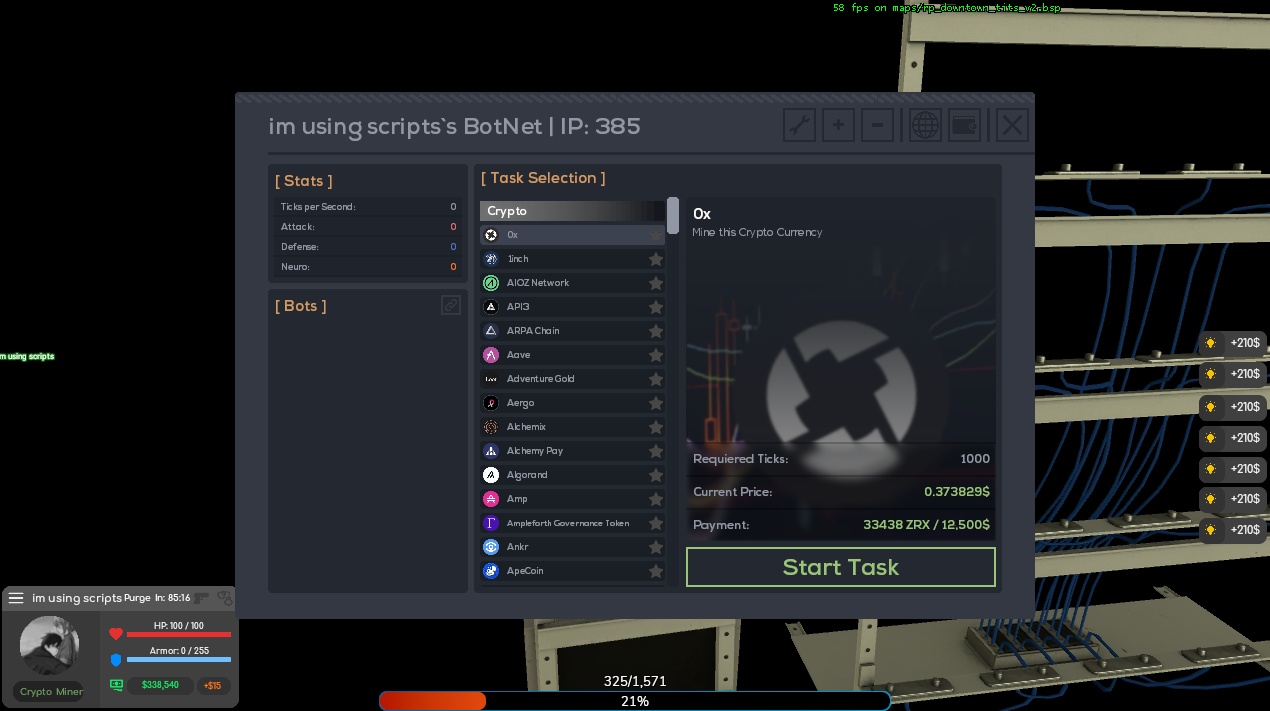 58 fps on maps/rp_downtown_tits_v2.bsp
im using scripts`s BotNet | IP: 385
[ Stats ]
Ticks per Second: 0
Attack: 0
Defense: 0
Neuro: 0
[ Bots ]
[ Task Selection ]
Crypto
0x
1inch
AIOZ Network
API3
ARPA Chain
Aave
Adventure Gold
Aergo
Alchemix
Alchemy Pay
Algorand
Amp
Ampleforth Governance Token
Ankr
ApeCoin
0x
Mine this Crypto Currency
Requiered Ticks: 1000
Current Price: 0.373829$
Payment: 33438 ZRX / 12,500$
Start Task
m using scripts
+210$
+210$
+210$
+210$
+210$
+210$
+210$
im using scripts Purge In: 85:16
HP: 100 / 100
Armor: 0 / 255
$338,540 +$15
Crypto Miner
325/1,571
21%